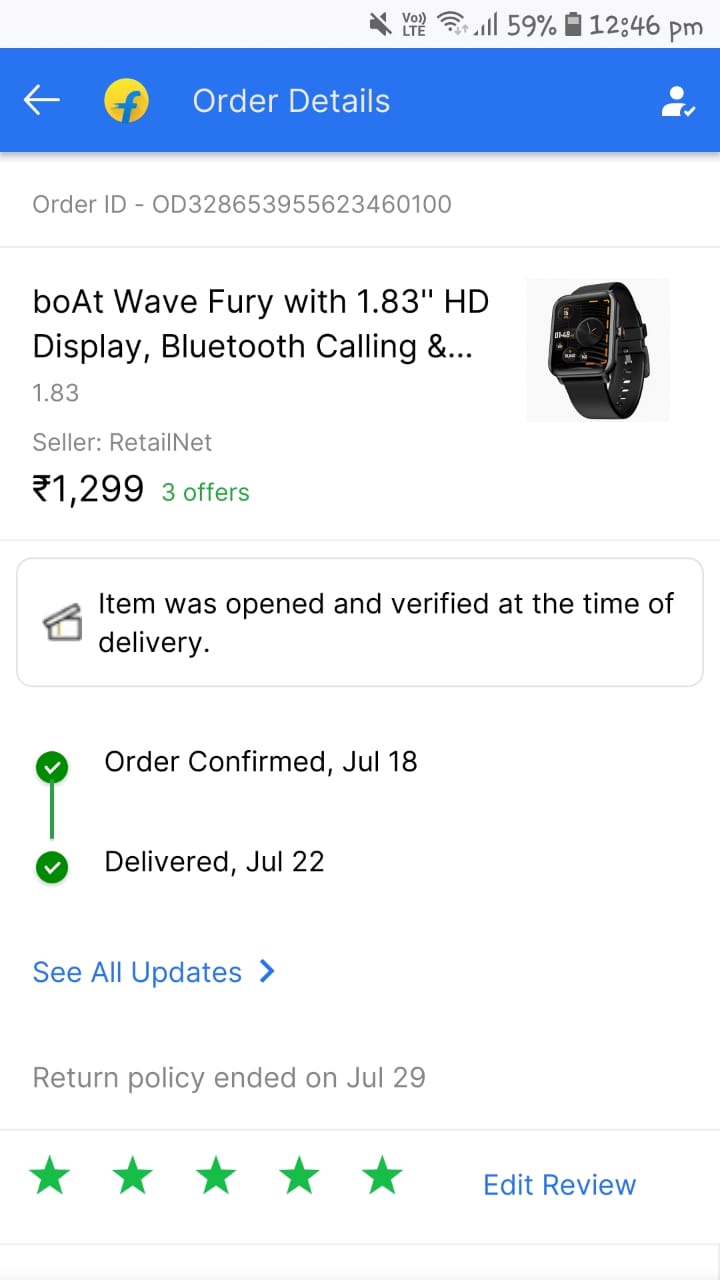 Vo)) LTE 59% 12:46 pm
Order Details
Order ID - OD328653955623460100
boAt Wave Fury with 1.83" HD
Display, Bluetooth Calling &...
1.83
Seller: RetailNet
₹1,299 3 offers
Item was opened and verified at the time of
delivery.
Order Confirmed, Jul 18
Delivered, Jul 22
See All Updates
Return policy ended on Jul 29
Edit Review